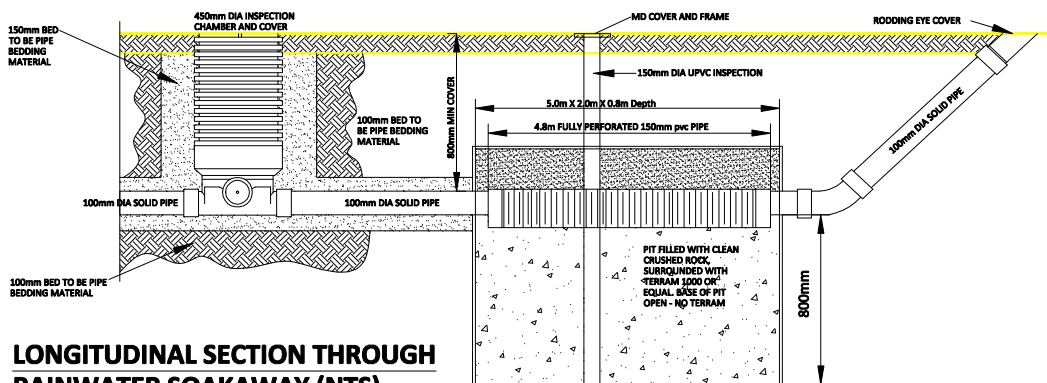 450mm DIA INSPECTION
CHAMBER AND COVER
MD COVER AND FRAME
RODDING EYE COVER
150mm BED
TO BE PIPE
BEDDING
MATERIAL
150mm DIA UPVC INSPECTION
800mm MIN COVER
5.0m X 2.0m X 0.8m Depth
4.8m FULLY PERFORATED 150mm pvc PIPE
100mm DIA SOLID PIPE
100mm BED TO
BE PIPE BEDDING
MATERIAL
100mm DIA SOLID PIPE
100mm DIA SOLID PIPE
PIT FILLED WITH CLEAN
CRUSHED ROCK,
SURROUNDED WITH
TERRAM 1000 OR
EQUAL. BASE OF PIT
OPEN - NO TERRAM
800mm
100mm BED TO BE PIPE
BEDDING MATERIAL
LONGITUDINAL SECTION THROUGH
RAINWATER SOAKAWAY (NTS)